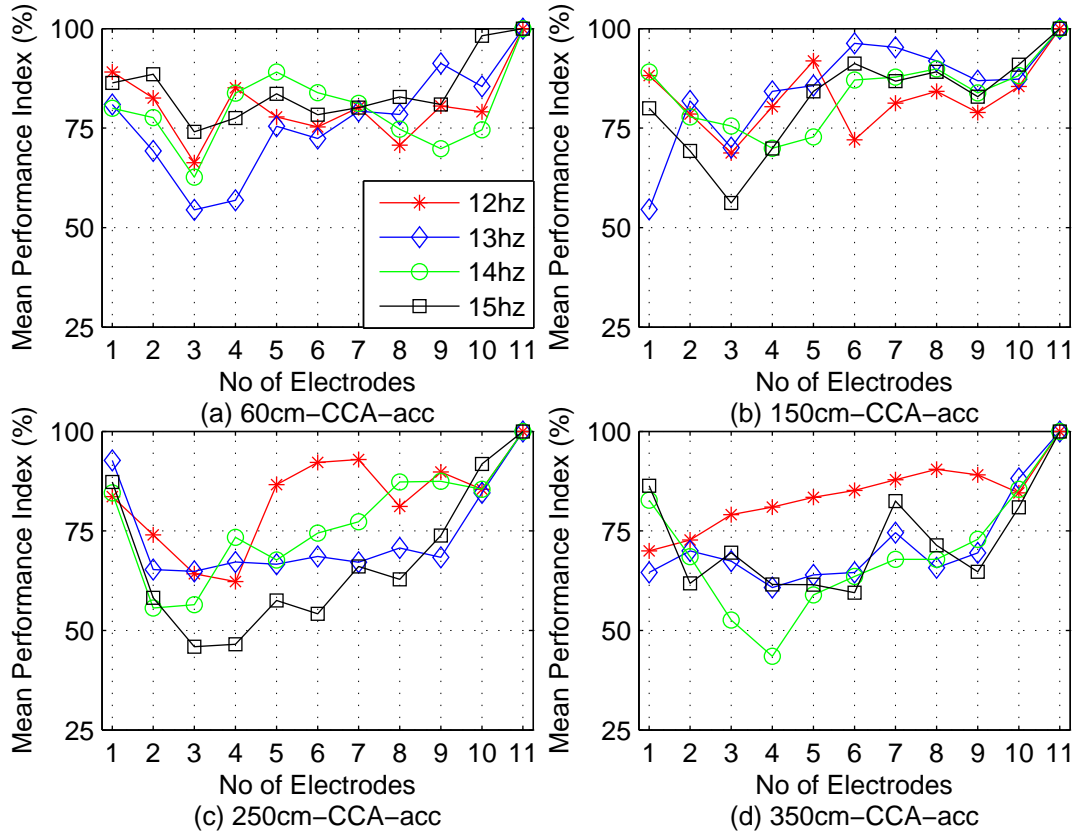 Mean Performance Index (%)
100
75
50
25
12hz
13hz
14hz
15hz
1 2 3 4 5 6 7 8 9 10 11
No of Electrodes
(a) 60cm−CCA−acc
Mean Performance Index (%)
100
75
50
25
1 2 3 4 5 6 7 8 9 10 11
No of Electrodes
(b) 150cm−CCA−acc
Mean Performance Index (%)
100
75
50
25
1 2 3 4 5 6 7 8 9 10 11
No of Electrodes
(c) 250cm−CCA−acc
Mean Performance Index (%)
100
75
50
25
1 2 3 4 5 6 7 8 9 10 11
No of Electrodes
(d) 350cm−CCA−acc